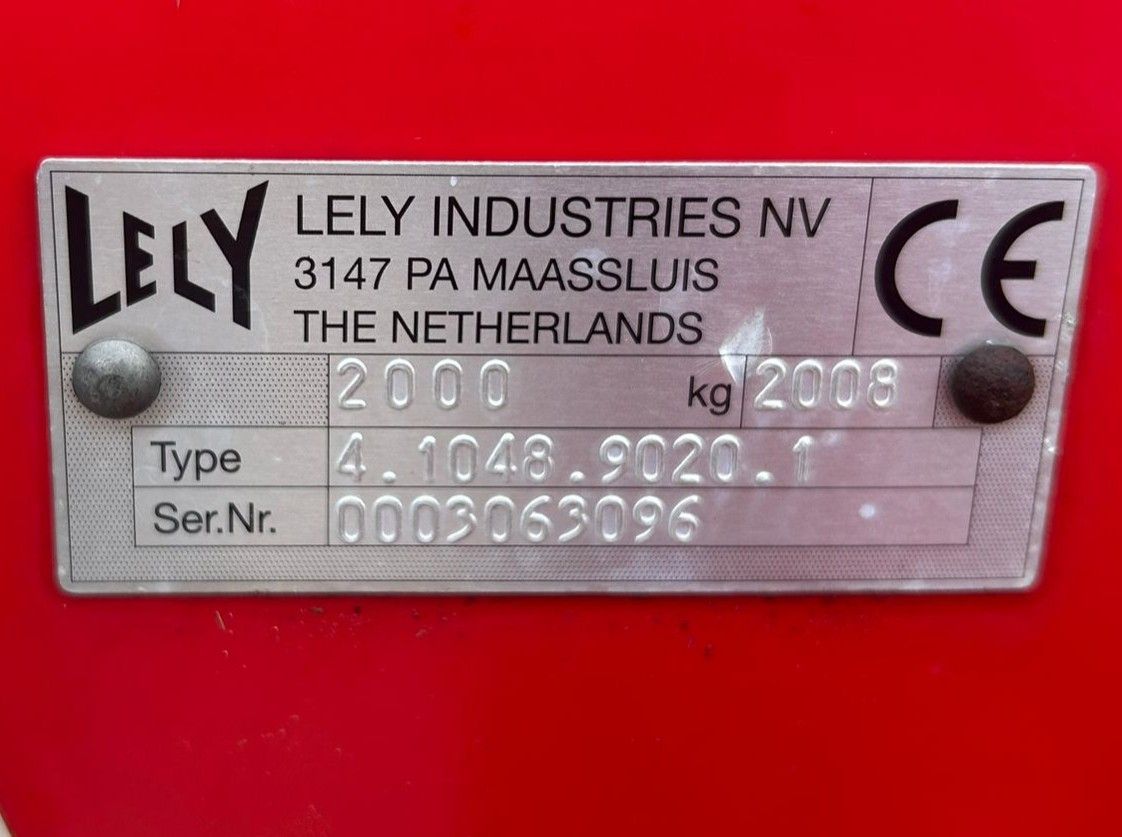 LELY
LELY INDUSTRIES NV
3147 PA MAASSLUIS
THE NETHERLANDS
CE
2000 kg 2008
Type 4.1048.9020.1
Ser.Nr. 0003063096